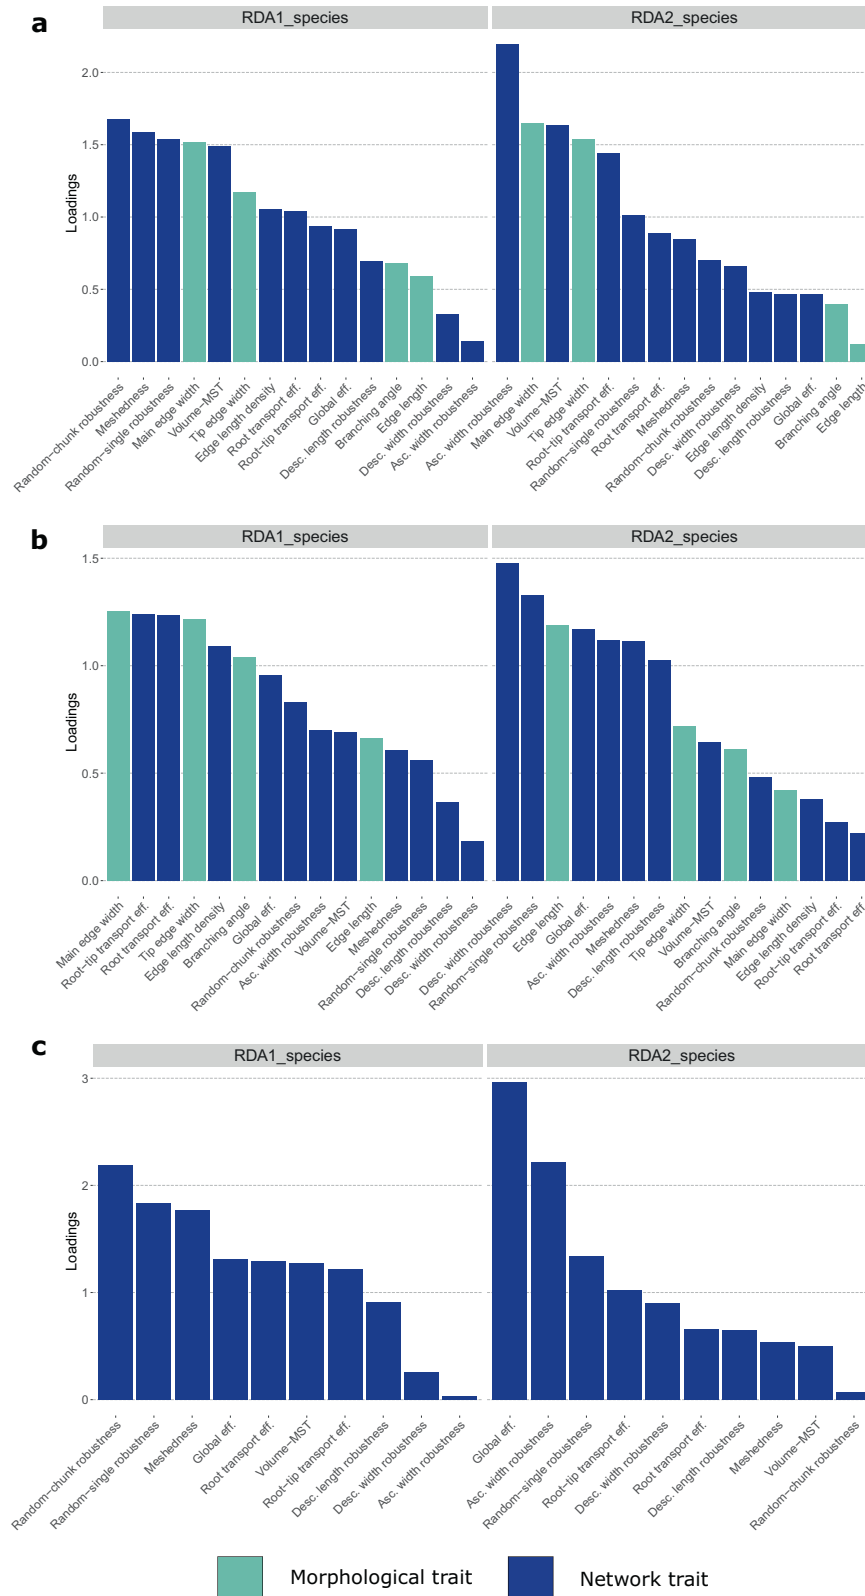 a
RDA1_species
RDA2_species
Loadings
2.0
1.5
1.0
0.5
0.0
Random-chunk robustness
Meshedness
Random-single robustness
Main edge width
Volume-MST
Tip edge width
Edge length density
Root transport eff.
Root-tip transport eff.
Global eff.
Desc. length robustness
Branching angle
Edge length
Desc. width robustness
Asc. width robustness
Asc. width robustness
Main edge width
Volume-MST
Tip edge width
Root-tip transport eff.
Random-single robustness
Root transport eff.
Meshedness
Random-chunk robustness
Desc. width robustness
Edge length density
Desc. length robustness
Global eff.
Branching angle
Edge length
b
RDA1_species
RDA2_species
Loadings
1.5
1.0
0.5
0.0
Main edge width
Root-tip transport eff.
Root transport eff.
Tip edge width
Edge length density
Branching angle
Global eff.
Random-chunk robustness
Asc. width robustness
Volume-MST
Edge length
Meshedness
Random-single robustness
Desc. length robustness
Desc. width robustness
Desc. width robustness
Random-single robustness
Edge length
Global eff.
Asc. width robustness
Meshedness
Desc. length robustness
Tip edge width
Volume-MST
Branching angle
Random-chunk robustness
Main edge width
Edge length density
Root-tip transport eff.
Root transport eff.
c
RDA1_species
RDA2_species
Loadings
3
2
1
0
Random-chunk robustness
Random-single robustness
Meshedness
Global eff.
Root transport eff.
Volume-MST
Root-tip transport eff.
Desc. length robustness
Desc. width robustness
Asc. width robustness
Global eff.
Asc. width robustness
Random-single robustness
Root-tip transport eff.
Desc. width robustness
Root transport eff.
Desc. length robustness
Meshedness
Volume-MST
Random-chunk robustness
Morphological trait
Network trait